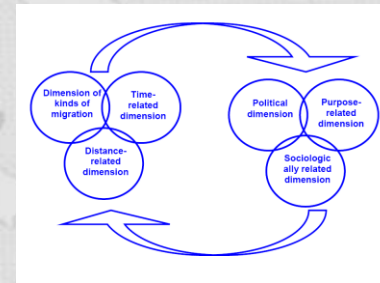 Dimension of
kinds of
migration
Time-
related
dimension
Distance-
related
dimension
Political
dimension
Purpose-
related
dimension
Sociologic
ally related
dimension